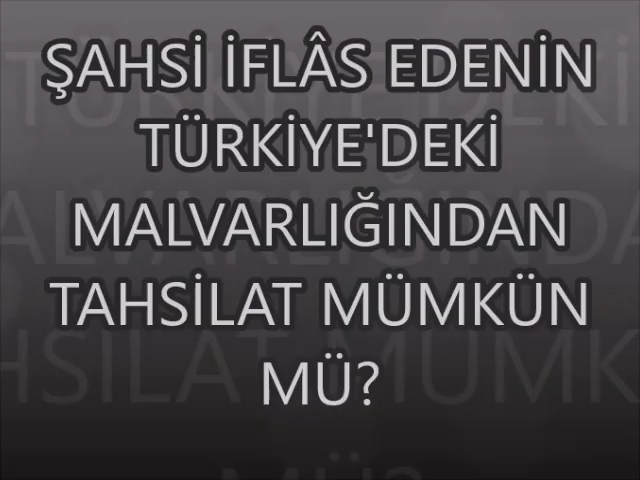 ŞAHSİ İFLÂS EDENİN
TÜRKİYE'DEKİ
MALVARLIĞINDAN
TAHSİLAT MÜMKÜN
MÜ?